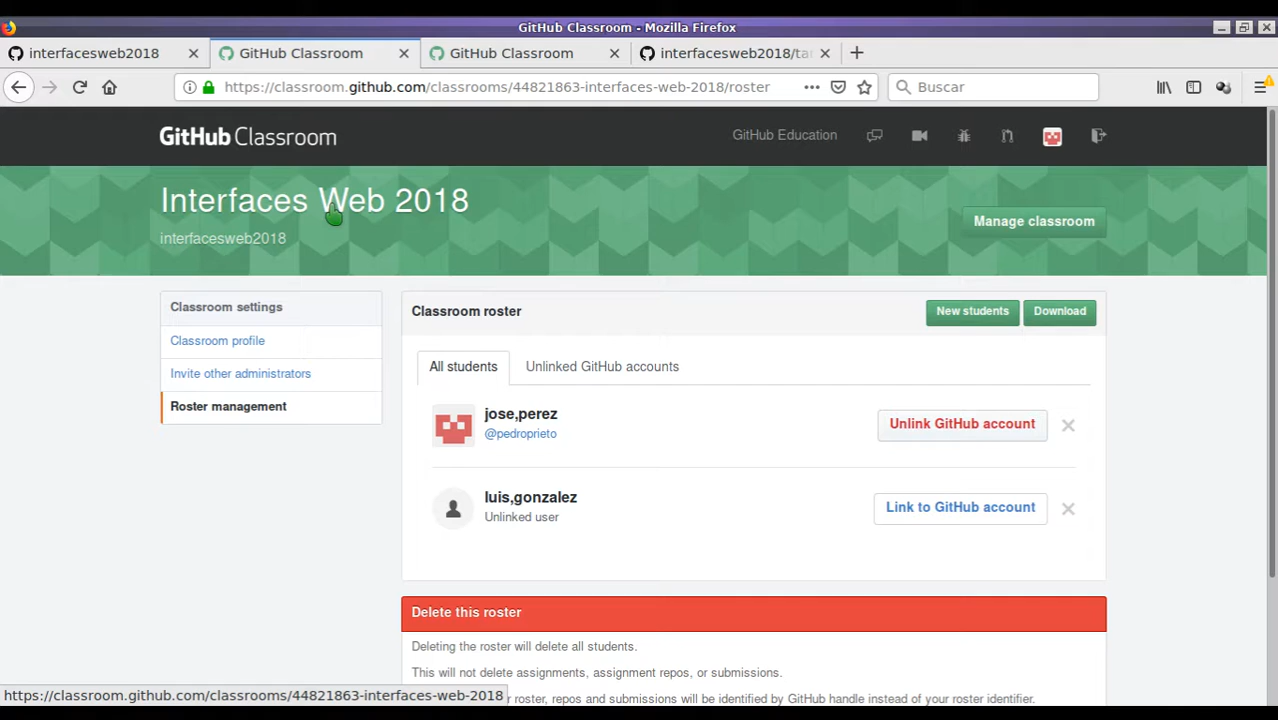 GitHub Classroom - Mozilla Firefox
interfacesweb2018
GitHub Classroom
GitHub Classroom
interfacesweb2018/ta
https://classroom.github.com/classrooms/44821863-interfaces-web-2018/roster
Buscar
GitHub Classroom
GitHub Education
Interfaces Web 2018
interfacesweb2018
Manage classroom
Classroom settings
Classroom profile
Invite other administrators
Roster management
Classroom roster
New students
Download
All students
Unlinked GitHub accounts
jose,perez
@pedroprieto
Unlink GitHub account
luis,gonzalez
Unlinked user
Link to GitHub account
Delete this roster
Deleting the roster will delete all students.
This will not delete assignments, assignment repos, or submissions.
roster, repos and submissions will be identified by GitHub handle instead of your roster identifier.
https://classroom.github.com/classrooms/44821863-interfaces-web-2018